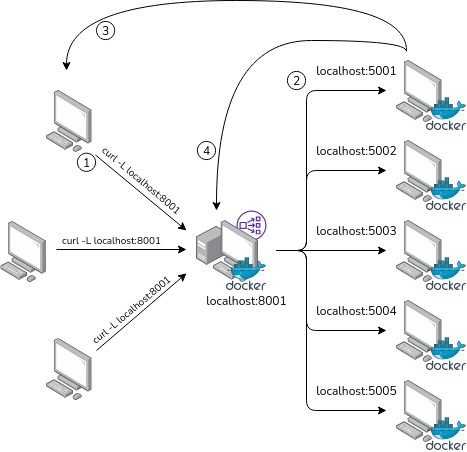 3
localhost:5001
2
docker
1
curl -L localhost:8001
4
localhost:5002
docker
curl -L localhost:8001
localhost:5003
docker
docker
localhost:8001
curl -L localhost:8001
localhost:5004
docker
localhost:5005
docker